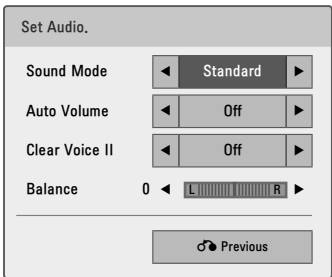 Set Audio.
Sound Mode ◀ Standard ▶
Auto Volume ◀ Off ▶
Clear Voice II ◀ Off ▶
Balance 0 ◀ L R ▶
Previous